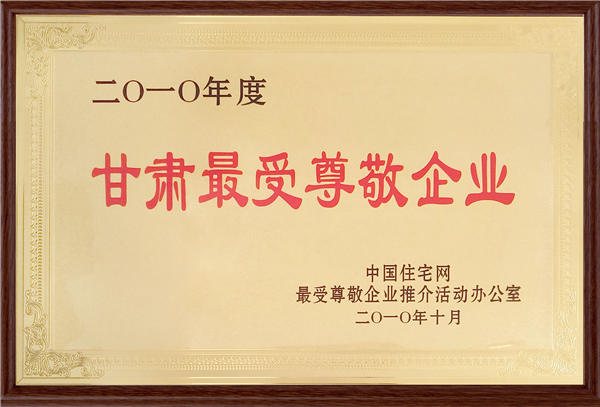 二〇一〇年度
甘肃最受尊敬企业
中国住宅网
最受尊敬企业推介活动办公室
二〇一〇年十月